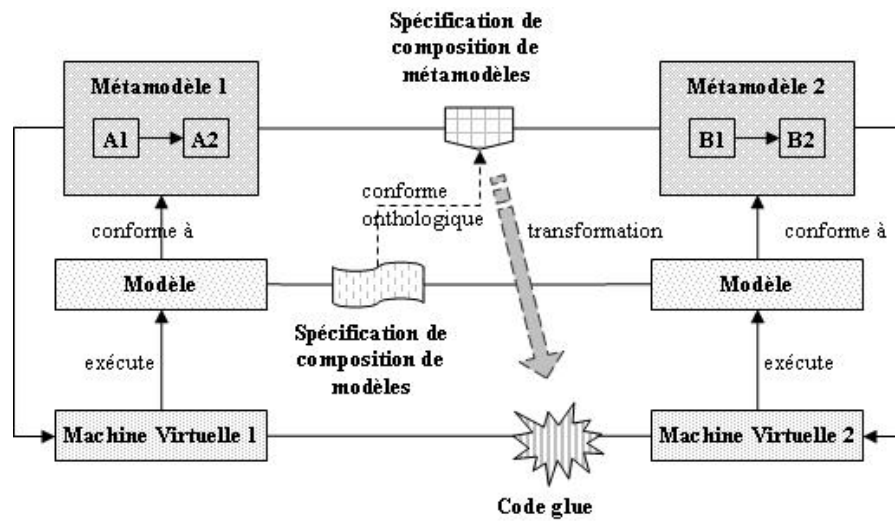 Spécification de
composition de
métamodèles
Métamodèle 1
A1
A2
Métamodèle 2
B1
B2
conforme
onthologique
conforme à
transformation
conforme à
Modèle
Modèle
Spécification de
composition de
modèles
exécute
exécute
Machine Virtuelle 1
Machine Virtuelle 2
Code glue